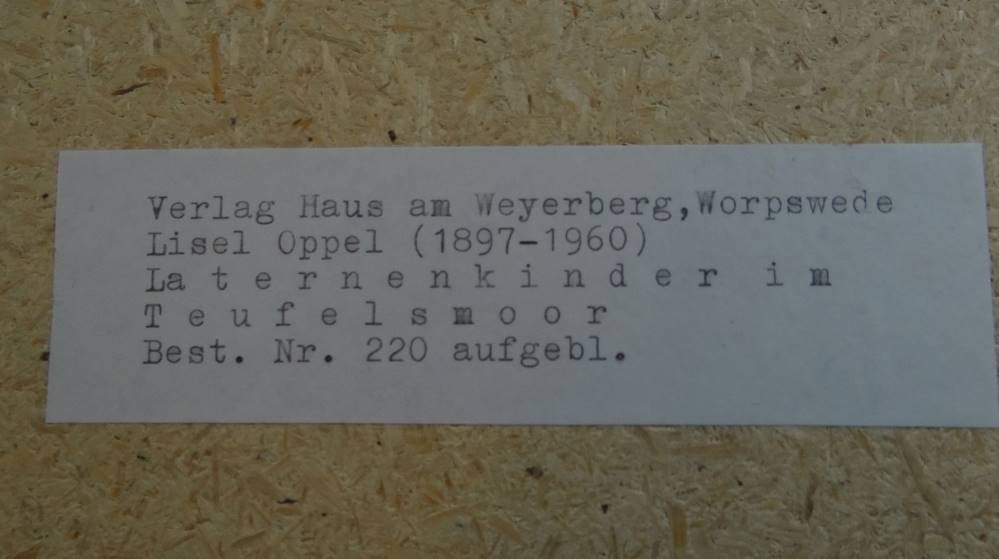 Verlag Haus am Weyerberg,Worpswede
Lisel Oppel (1897-1960)
La t e r n e n k i n d e r  i m
T e u f e l s m o o r
Best. Nr. 220 aufgebl.